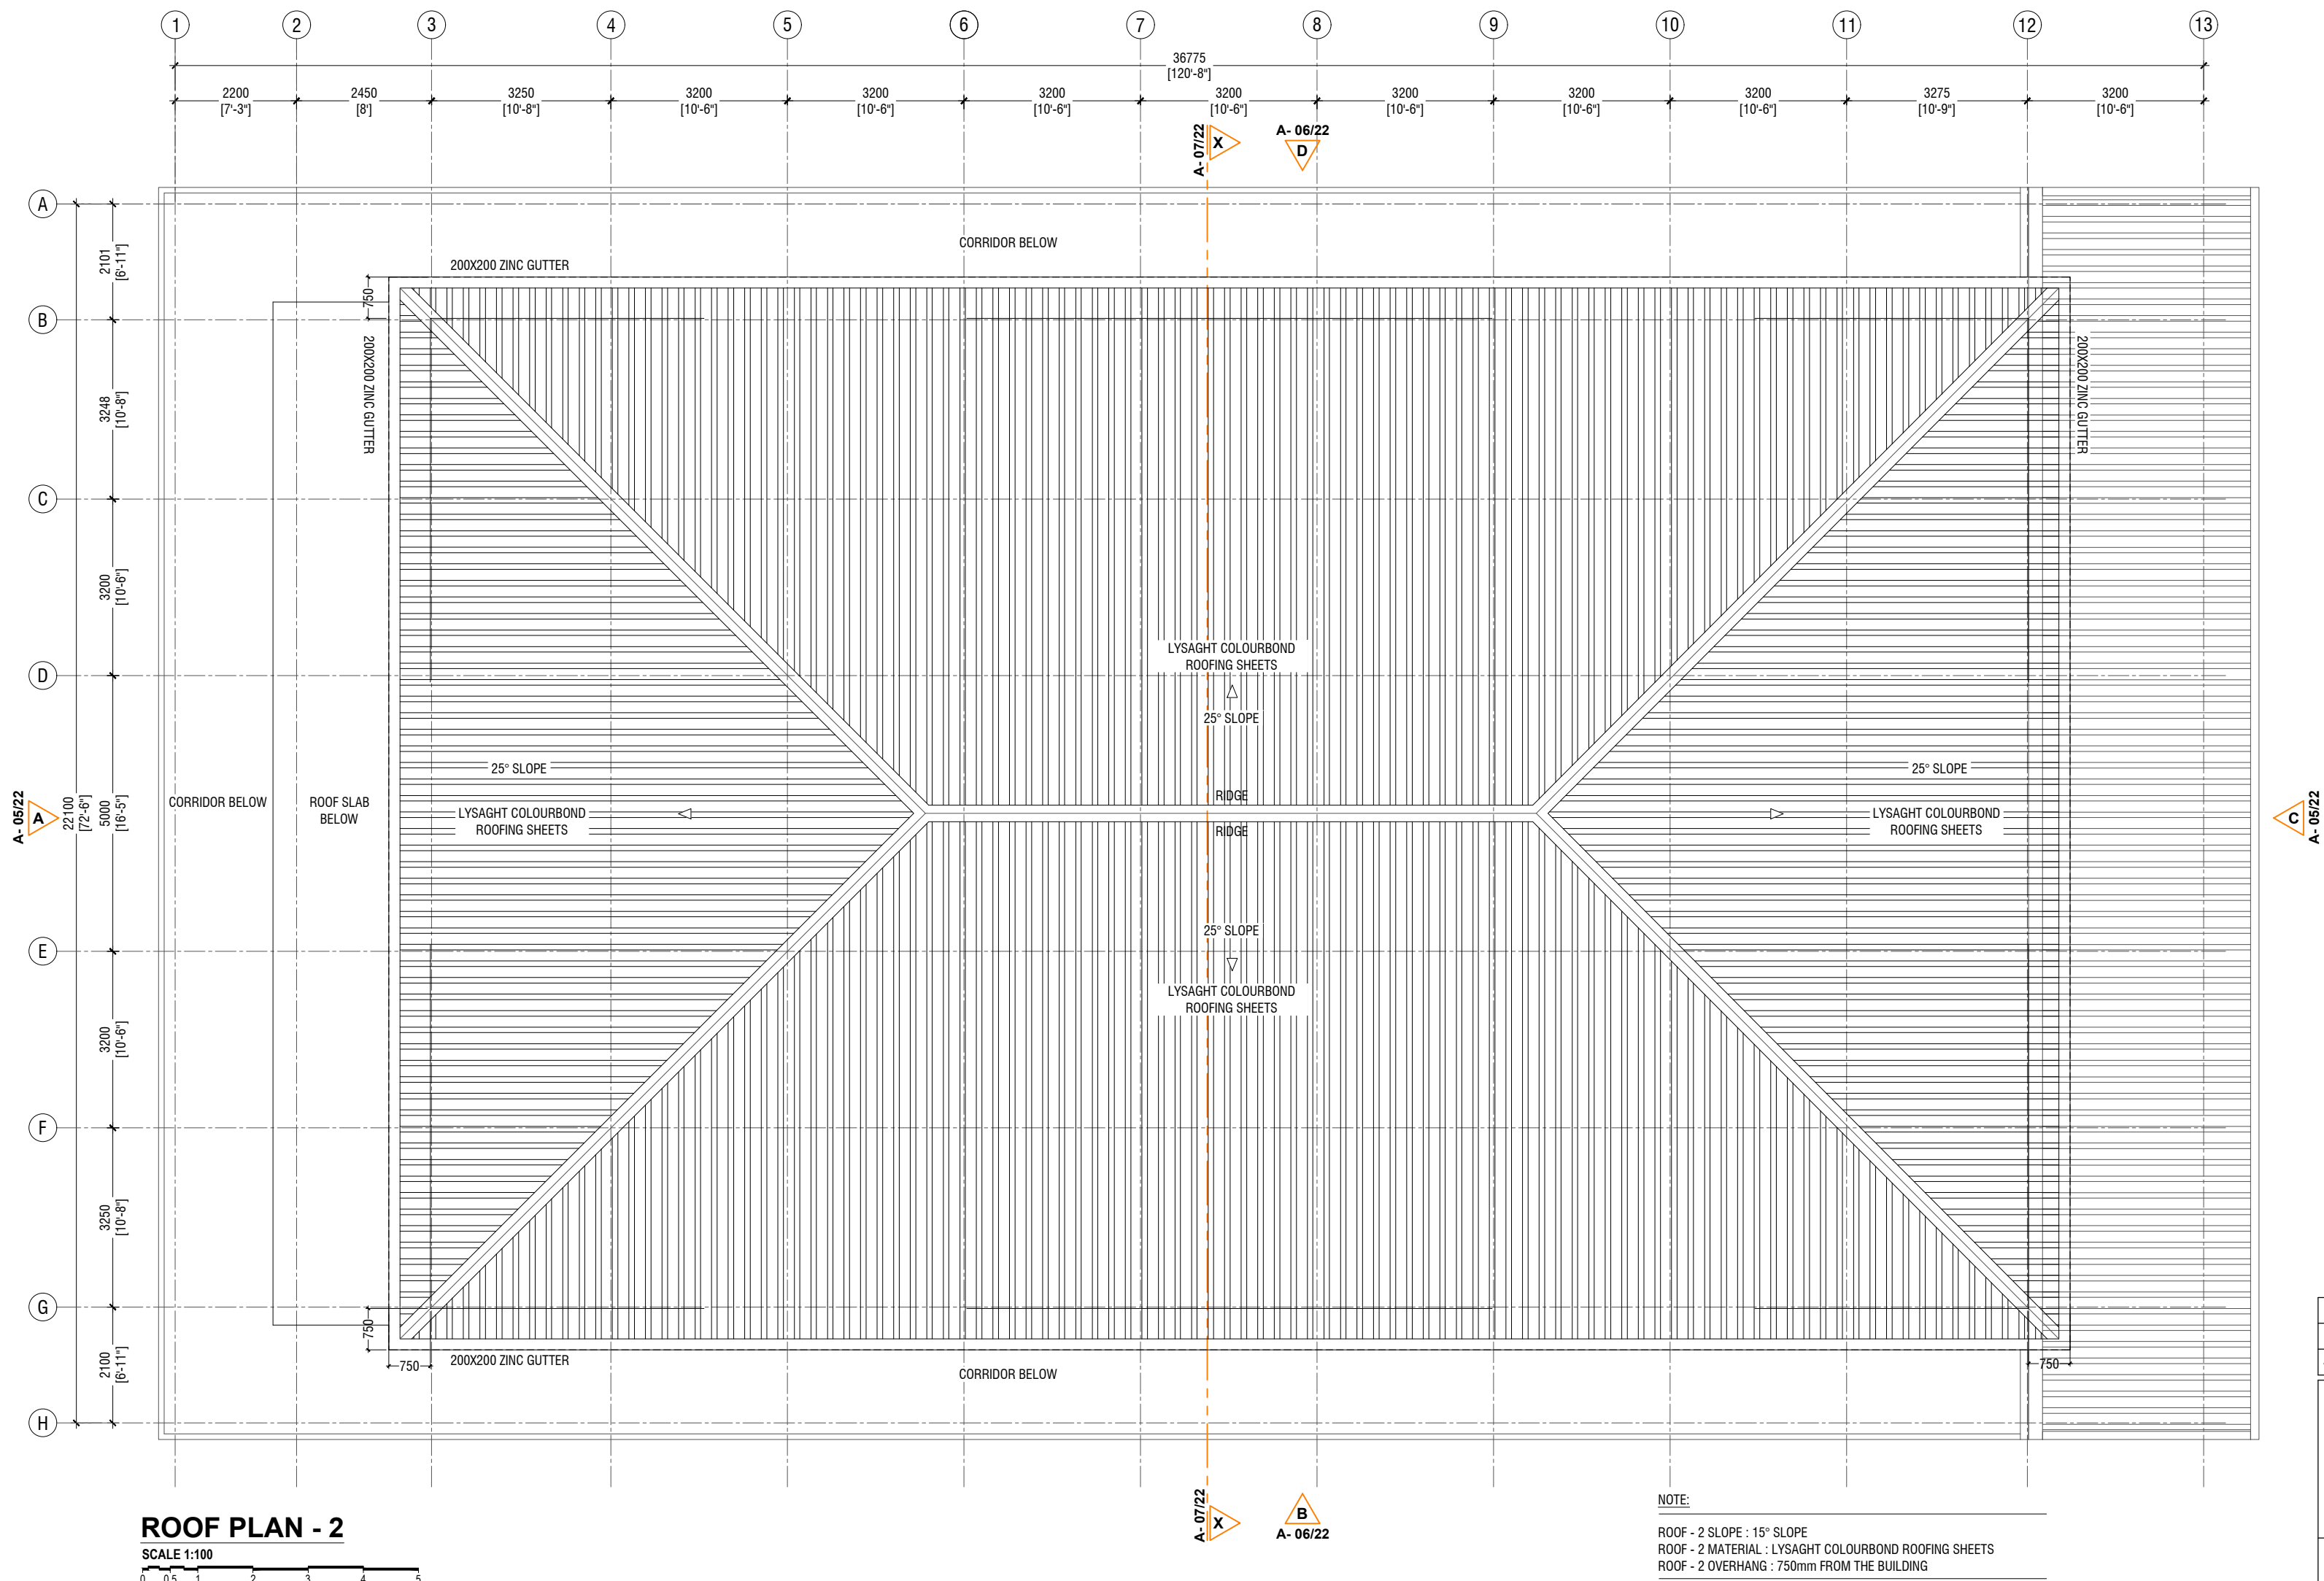 1 2 3 4 5 6 7 8 9 10 11 12 13
36775
[120'-8"]
2200 2450 3250 3200 3200 3200 3200 3200 3200 3200 3275 3200
[7'-3"] [8'] [10'-8"] [10'-6"] [10'-6"] [10'-6"] [10'-6"] [10'-6"] [10'-6"] [10'-6"] [10'-9"] [10'-6"]
A- 07/22
X
A- 06/22
D
A
2101
[6'-11"]
CORRIDOR BELOW
200X200 ZINC GUTTER
750
B
200X200 ZINC GUTTER
200X200 ZINC GUTTER
3248
[10'-8"]
C
3200
[10'-6"]
LYSAGHT COLOURBOND
ROOFING SHEETS
D
25° SLOPE
25° SLOPE
25° SLOPE
A- 05/22
A
22100
[72'-6"]
5000
[16'-5"]
CORRIDOR BELOW
ROOF SLAB
BELOW
LYSAGHT COLOURBOND
ROOFING SHEETS
RIDGE
RIDGE
LYSAGHT COLOURBOND
ROOFING SHEETS
C
A- 05/22
25° SLOPE
E
LYSAGHT COLOURBOND
ROOFING SHEETS
3200
[10'-6"]
F
3250
[10'-8"]
G
750
750
200X200 ZINC GUTTER
750
2100
[6'-11"]
CORRIDOR BELOW
H
A- 07/22
X
B
A- 06/22
ROOF PLAN - 2
SCALE 1:100
0 0.5 1 2 3 4 5
NOTE:
ROOF - 2 SLOPE : 15° SLOPE
ROOF - 2 MATERIAL : LYSAGHT COLOURBOND ROOFING SHEETS
ROOF - 2 OVERHANG : 750mm FROM THE BUILDING